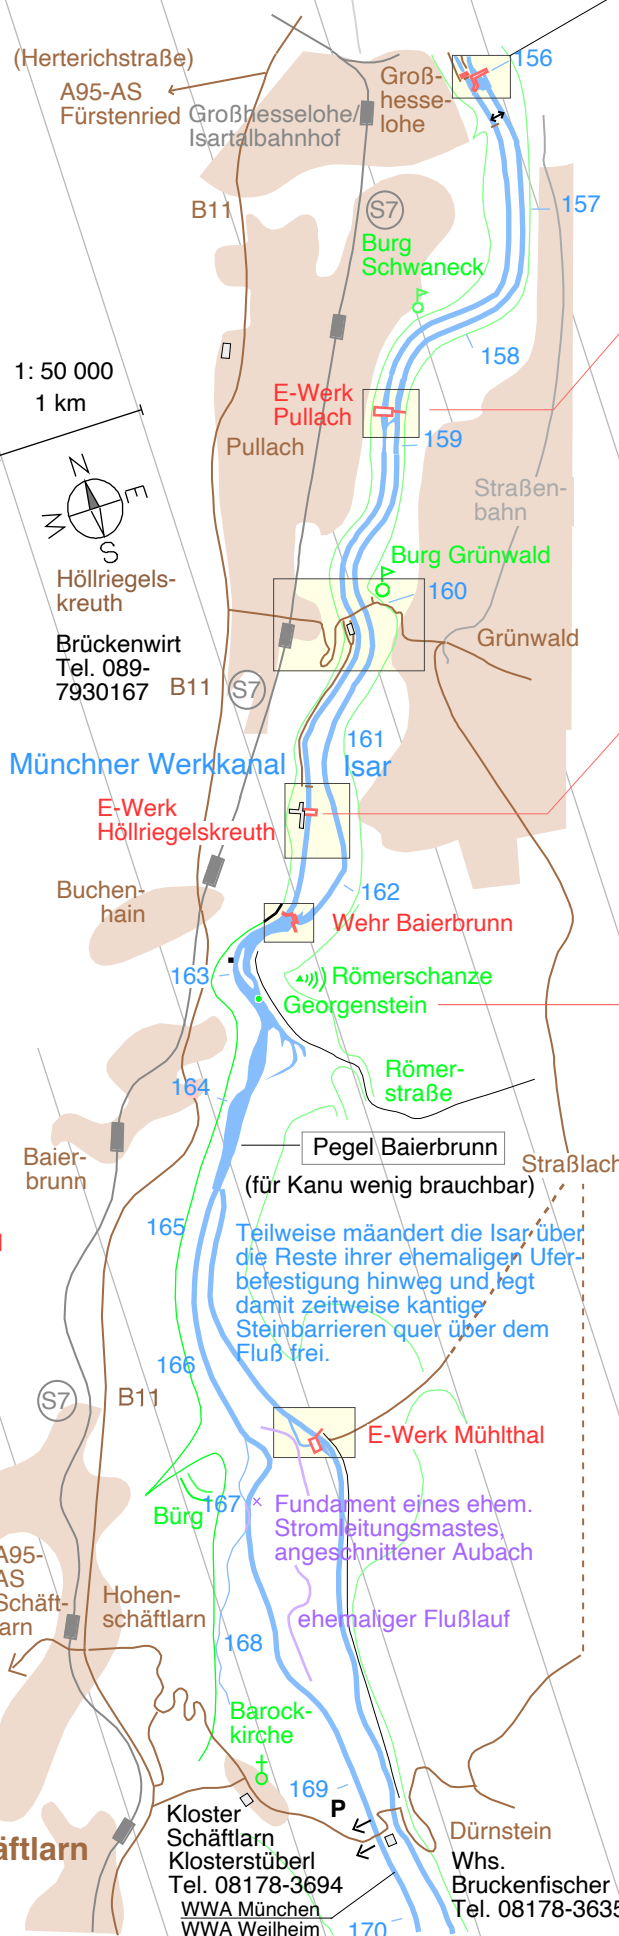 (Herterichstraße)
A95-AS
Fürstenried
Großhesselohe/
Isartalbahnhof
Groß-
hesse-
lohe
156
B11
S7
157
Burg
Schwaneck
158
1: 50 000
1 km
E-Werk
Pullach
159
Pullach
N
E
W
S
Straßen-
bahn
Burg Grünwald
Höllriegels-
kreuth
160
Brückenwirt
Tel. 089-
7930167
B11
S7
Grünwald
161
Münchner Werkkanal
Isar
E-Werk
Höllriegelskreuth
Buchen-
hain
162
Wehr Baierbrunn
163
Römerschanze
Georgenstein
164
Römer-
straße
Baier-
brunn
Pegel Baierbrunn
Straßlach
(für Kanu wenig brauchbar)
165
Teilweise mäandert die Isar über
die Reste ihrer ehemaligen Ufer-
befestigung hinweg und legt
damit zeitweise kantige
Steinbarrieren quer über dem
Fluß frei.
166
S7
B11
E-Werk Mühlthal
167
Bürg
Fundament eines ehem.
Stromleitungsmastes,
angeschnittener Aubach
A95-
AS
Schäft-
larn
Hohen-
schäftlarn
ehemaliger Flußlauf
168
Barock-
kirche
169
P
Kloster
Schäftlarn
Klosterstüberl
Tel. 08178-3694
WWA München
WWA Weilheim
äftlarn
Dürnstein
Whs.
Bruckenfischer
Tel. 08178-3635
170